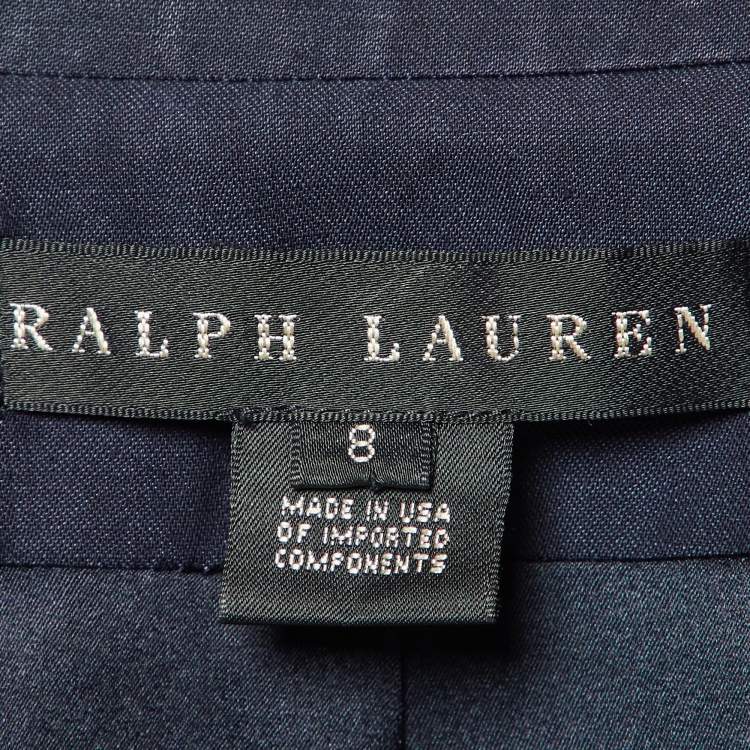 RALPH LAUREN
8
MADE IN USA
OF IMPORTED
COMPONENTS